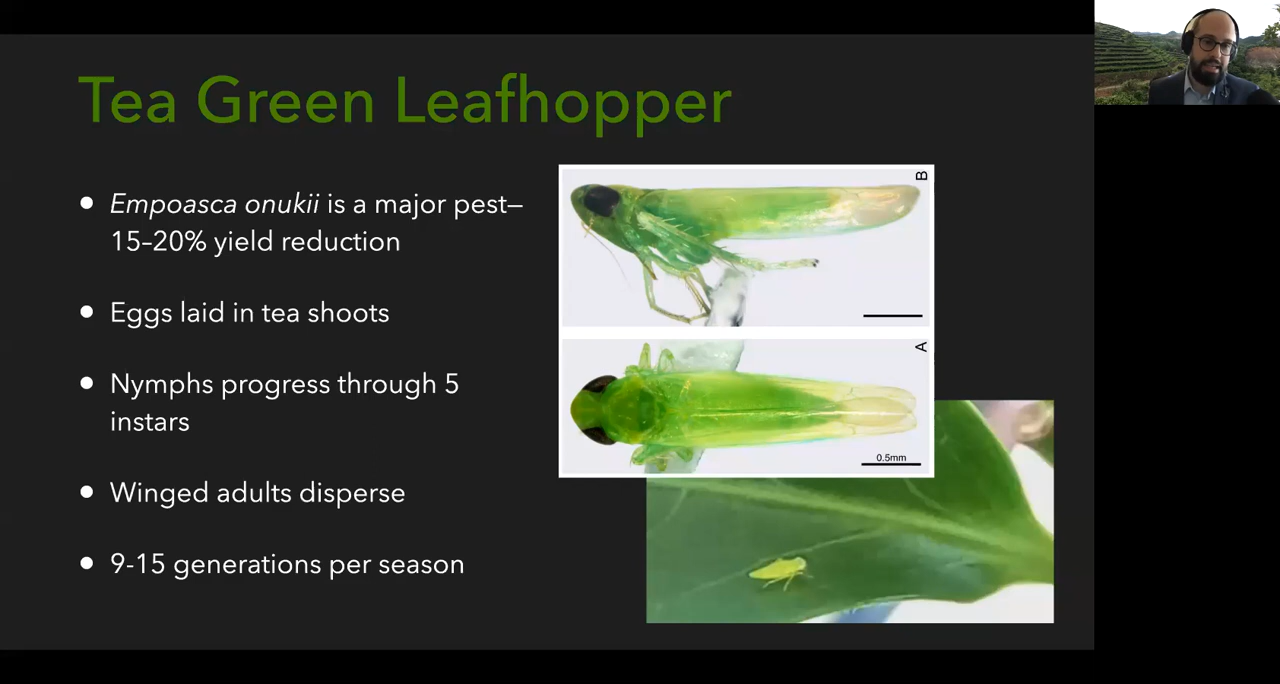 Tea Green Leafhopper
● Empoasca onukii is a major pest–
15–20% yield reduction
● Eggs laid in tea shoots
● Nymphs progress through 5
instars
● Winged adults disperse
● 9-15 generations per season
B
A
0.5mm